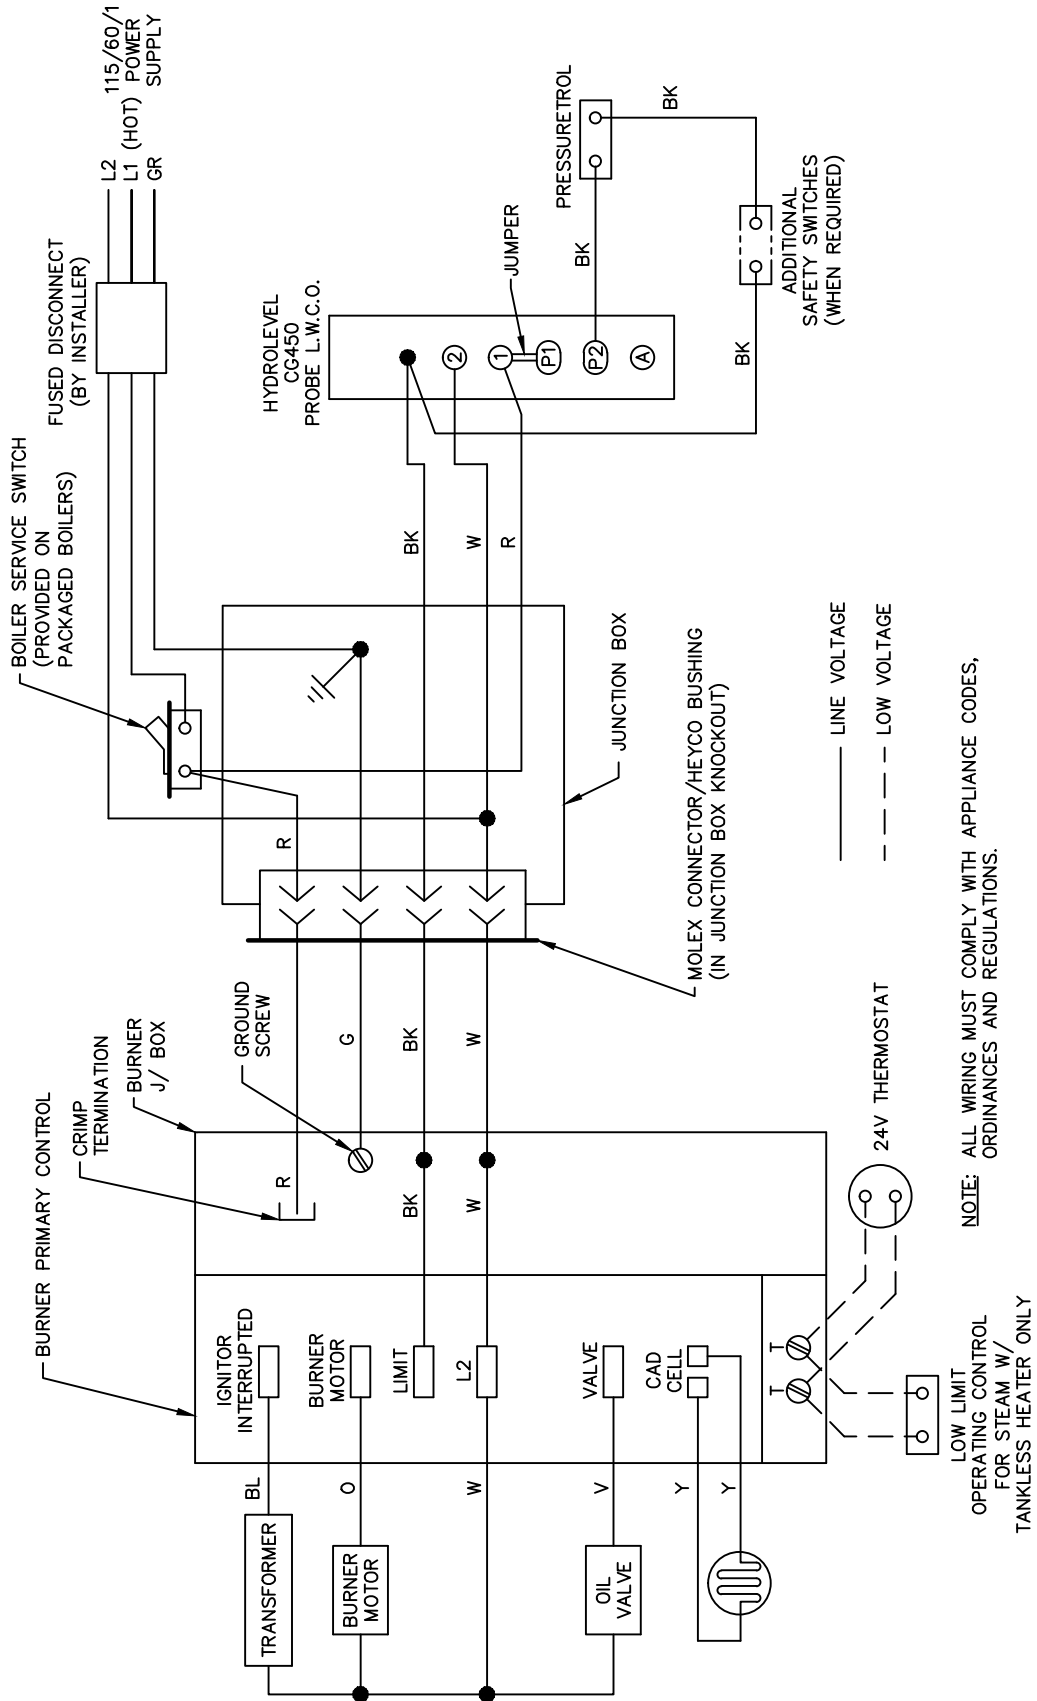 BURNER PRIMARY CONTROL
CRIMP
TERMINATION
BURNER
J/ BOX
GROUND
SCREW
BOILER SERVICE SWITCH
(PROVIDED ON
PACKAGED BOILERS)
FUSED DISCONNECT
(BY INSTALLER)
L2
L1 (HOT)
GR
115/60/1
POWER
SUPPLY
IGNITOR
INTERRUPTED
BURNER
MOTOR
LIMIT
L2
VALVE
CAD
CELL
T
T
TRANSFORMER
BURNER
MOTOR
OIL
VALVE
BL
O
W
V
Y
Y
R
BK
W
G
BK
W
R
BK
W
R
HYDROLEVEL
CG450
PROBE L.W.C.O.
2
1
P1
P2
A
JUMPER
PRESSURETROL
BK
BK
BK
ADDITIONAL
SAFETY SWITCHES
(WHEN REQUIRED)
JUNCTION BOX
MOLEX CONNECTOR/HEYCO BUSHING
(IN JUNCTION BOX KNOCKOUT)
LINE VOLTAGE
LOW VOLTAGE
24V THERMOSTAT
LOW LIMIT
OPERATING CONTROL
FOR STEAM W/
TANKLESS HEATER ONLY
NOTE: ALL WIRING MUST COMPLY WITH APPLIANCE CODES,
ORDINANCES AND REGULATIONS.